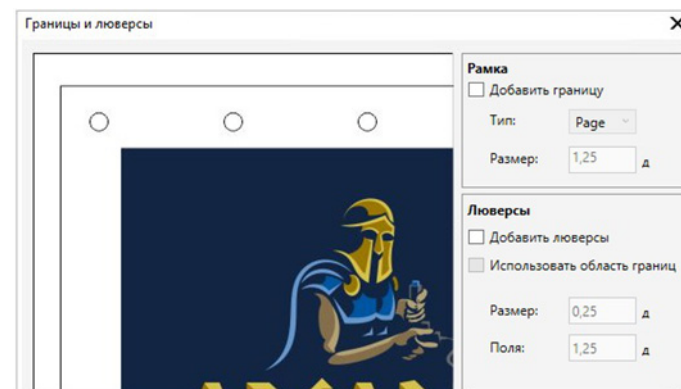 Границы и люверсы
Рамка
Добавить границу
Тип: Page
Размер: 1,25 д
Люверсы
Добавить люверсы
Использовать область границ
Размер: 0,25 д
Поля: 1,25 д